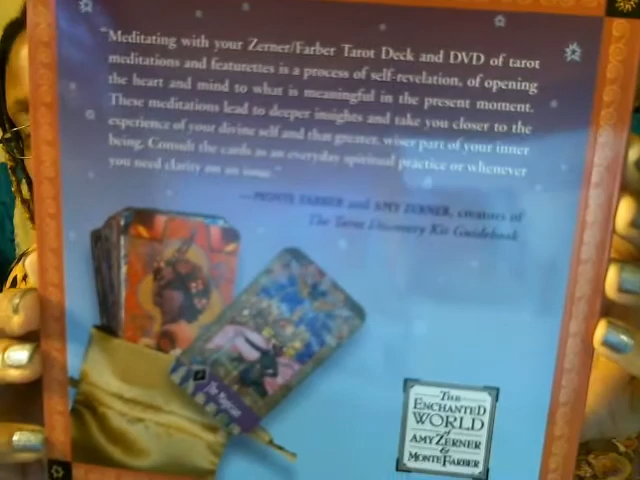 "Meditating with your Zerner/Farber Tarot Deck and DVD of tarot
meditations and featurettes is a process of self-revelation, of opening
the heart and mind to what is meaningful in the present moment.
These meditations lead to deeper insights and take you closer to the
experience of your divine self and that greater, wiser part of your inner
being. Consult the cards as an everyday spiritual practice or whenever
you need clarity on an issue."
—MONTE FARBER and AMY ZERNER, creators of
The Tarot Discovery Kit Guidebook
The
THE
ENCHANTED
WORLD
of
AMY ZERNER
&
MONTE FARBER